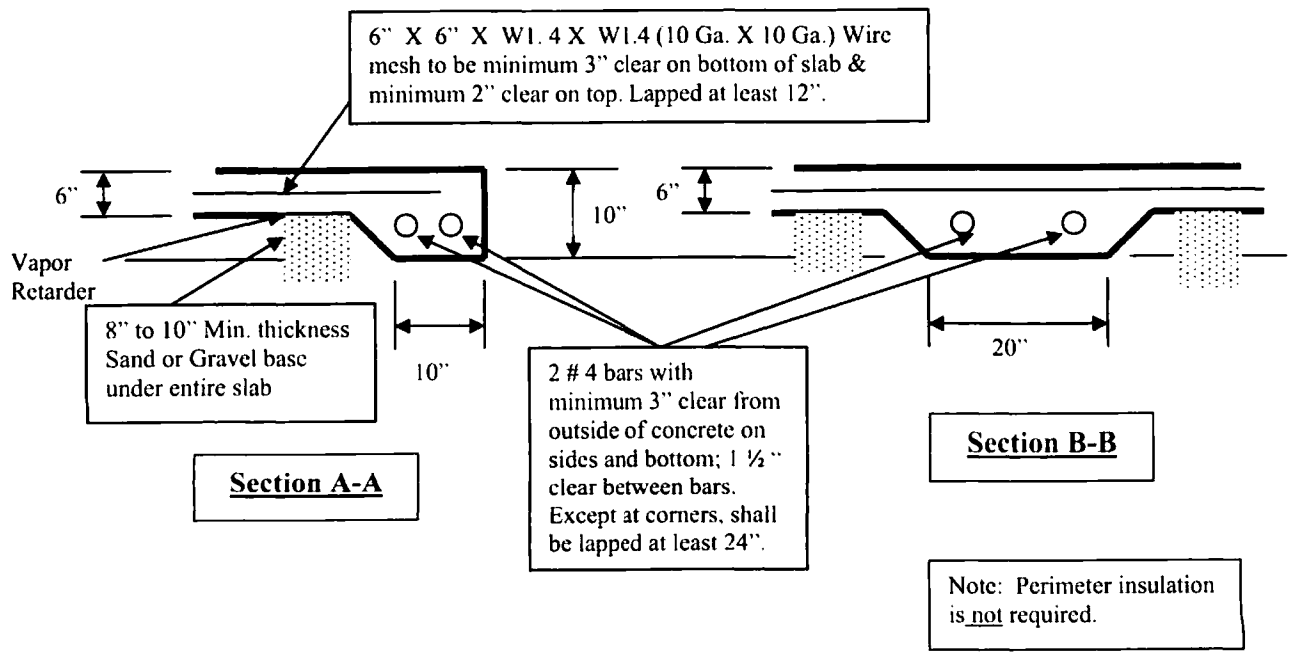 6” X 6” X W1. 4 X W1.4 (10 Ga. X 10 Ga.) Wire
mesh to be minimum 3” clear on bottom of slab &
minimum 2” clear on top. Lapped at least 12”.
6”
10”
6”
Vapor
Retarder
8” to 10” Min. thickness
Sand or Gravel base
under entire slab
10”
20”
2 # 4 bars with
minimum 3” clear from
outside of concrete on
sides and bottom; 1 ½ “
clear between bars.
Except at corners, shall
be lapped at least 24”.
Section A-A
Section B-B
Note: Perimeter insulation
is not required.